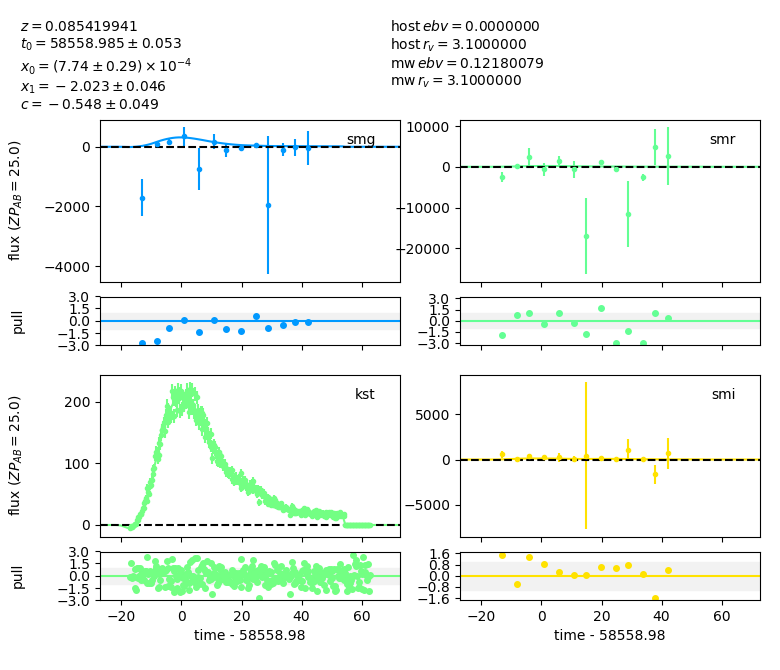 z = 0.085419941
t₀ = 58558.985 ± 0.053
x₀ = (7.74 ± 0.29) × 10⁻⁴
x₁ = −2.023 ± 0.046
c = −0.548 ± 0.049
host ebv = 0.0000000
host r_v = 3.1000000
mw ebv = 0.12180079
mw r_v = 3.1000000
flux (ZP_AB = 25.0)
0
−2000
−4000
smg
10000
0
−10000
−20000
smr
pull
3.0
1.5
0.0
−1.5
−3.0
3.0
1.5
0.0
−1.5
−3.0
flux (ZP_AB = 25.0)
200
100
0
kst
5000
0
−5000
smi
pull
3.0
1.5
0.0
−1.5
−3.0
1.6
0.8
0.0
−0.8
−1.6
−20 0 20 40 60
time - 58558.98
−20 0 20 40 60
time - 58558.98